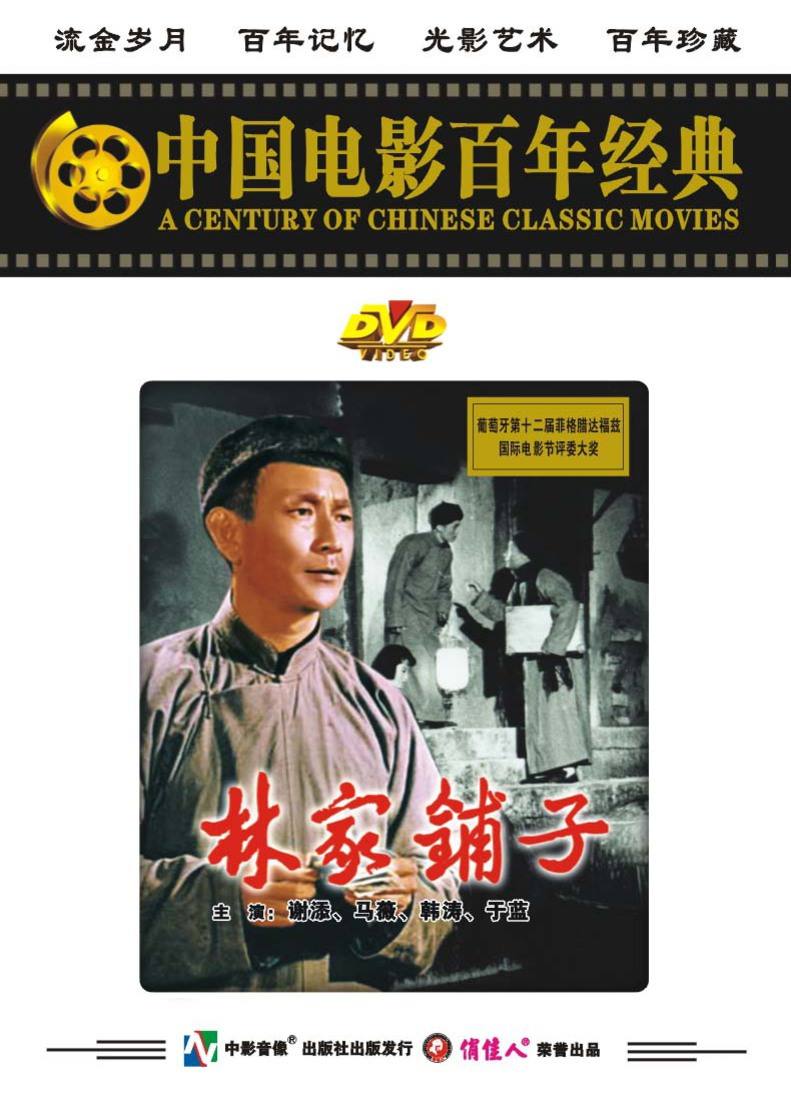 流金岁月 百年记忆 光影艺术 百年珍藏
中国电影百年经典
A CENTURY OF CHINESE CLASSIC MOVIES
DVD
VIDEO
葡萄牙第十二届菲格腊达福兹
国际电影节评委大奖
林家鋪子
主 演：谢添、马薇、韩涛、于蓝
中影音像® 出版社出版发行 俏佳人® 荣誉出品